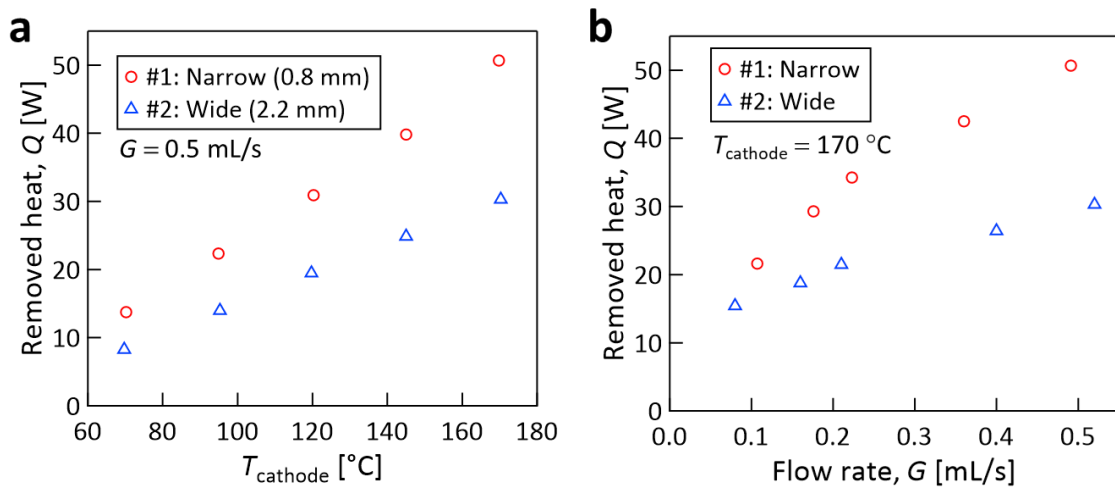 a
#1: Narrow (0.8 mm)
#2: Wide (2.2 mm)
G = 0.5 mL/s
Removed heat, Q [W]
50
40
30
20
10
0
60
80
100
120
140
160
180
T_cathode [°C]
b
#1: Narrow
#2: Wide
T_cathode = 170 °C
Removed heat, Q [W]
50
40
30
20
10
0
0.0
0.1
0.2
0.3
0.4
0.5
Flow rate, G [mL/s]